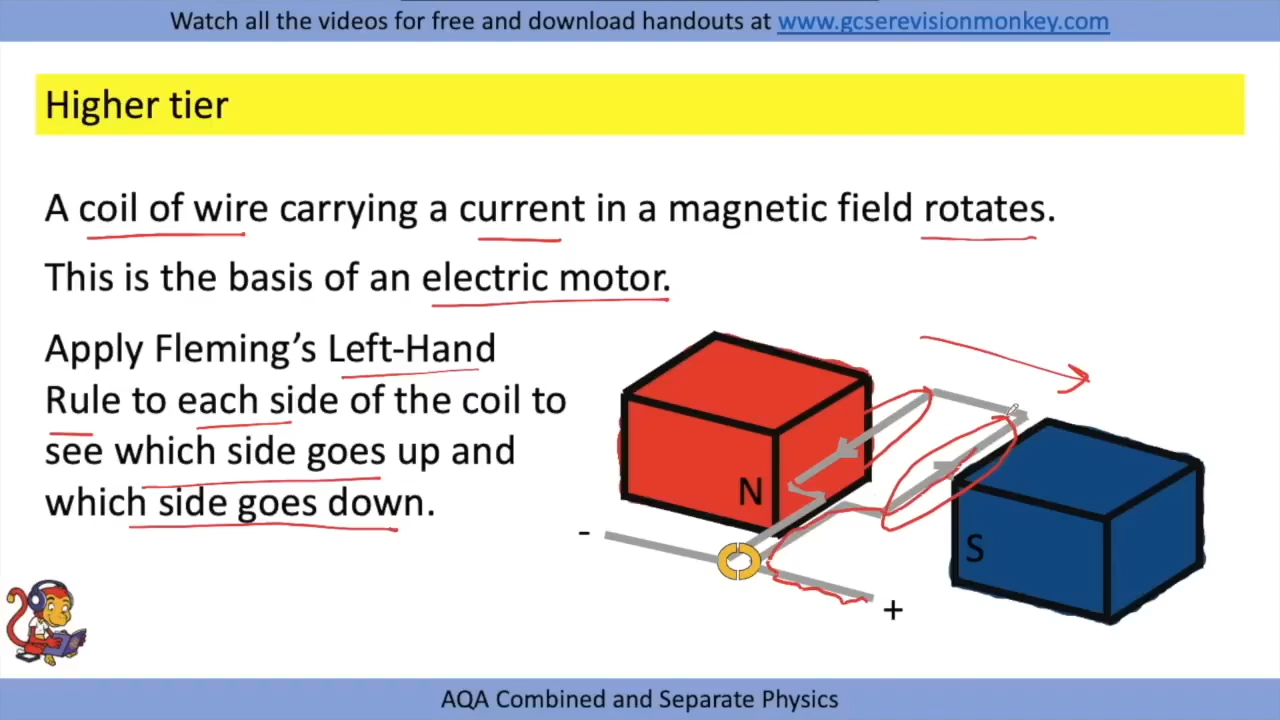 Watch all the videos for free and download handouts at www.gcserevisionmonkey.com
Higher tier
A coil of wire carrying a current in a magnetic field rotates.
This is the basis of an electric motor.
Apply Fleming’s Left-Hand
Rule to each side of the coil to
see which side goes up and
which side goes down.
N
S
-
+
AQA Combined and Separate Physics